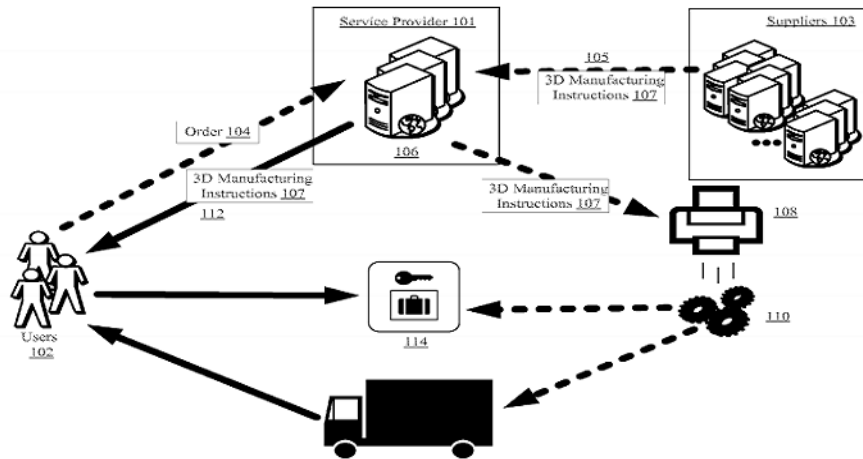 Service Provider 101
Suppliers 103
105
3D Manufacturing
Instructions 107
Order 104
106
3D Manufacturing
Instructions 107
112
3D Manufacturing
Instructions 107
108
Users
102
114
110